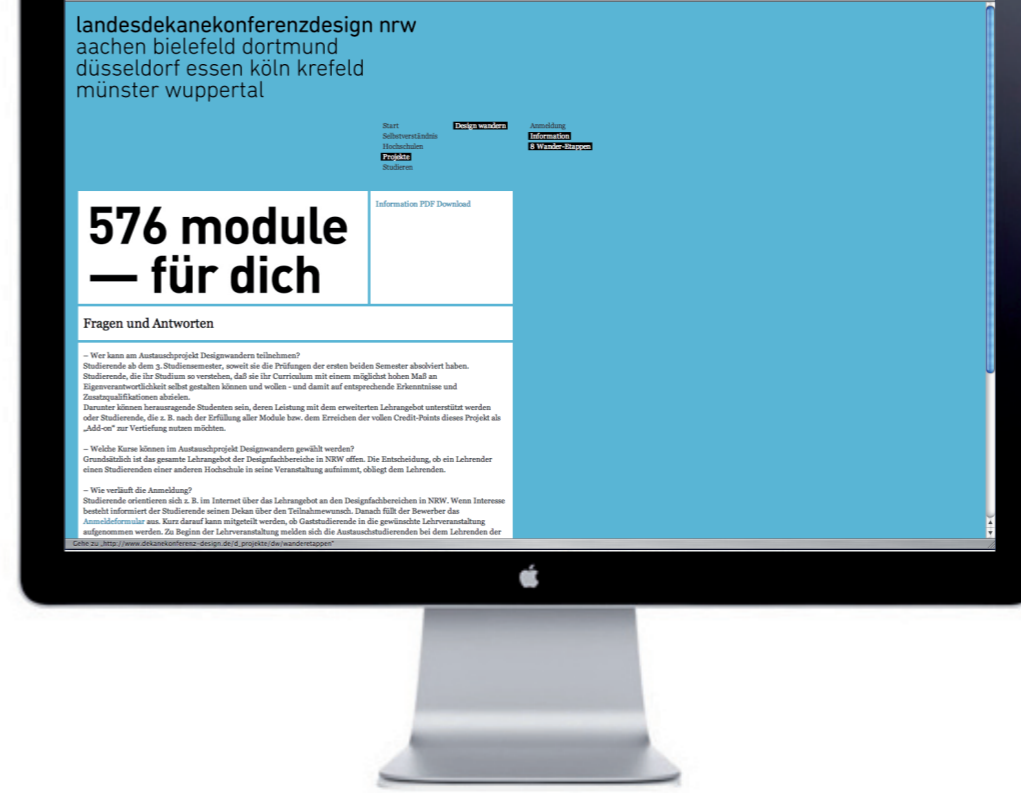 landesdekanekonferenzdesign nrw
aachen bielefeld dortmund
düsseldorf essen köln krefeld
münster wuppertal
Start
Selbstverständnis
Hochschulen
Projekte
Studieren
Design wandern
Anmeldung
Information
8 Wander-Etappen
576 module
— für dich
Information PDF Download
Fragen und Antworten
– Wer kann am Austauschprojekt Designwandern teilnehmen?
Studierende ab dem 3. Studiensemester, soweit sie die Prüfungen der ersten beiden Semester absolviert haben.
Studierende, die ihr Studium so verstehen, daß sie ihr Curriculum mit einem möglichst hohen Maß an
Eigenverantwortlichkeit selbst gestalten können und wollen - und damit auf entsprechende Erkenntnisse und
Zusatzqualifikationen abzielen.
Darunter können herausragende Studenten sein, deren Leistung mit dem erweiterten Lehrangebot unterstützt werden
oder Studierende, die z. B. nach der Erfüllung aller Module bzw. dem Erreichen der vollen Credit-Points dieses Projekt als
„Add-on“ zur Vertiefung nutzen möchten.
– Welche Kurse können im Austauschprojekt Designwandern gewählt werden?
Grundsätzlich ist das gesamte Lehrangebot der Designfachbereiche in NRW offen. Die Entscheidung, ob ein Lehrender
einen Studierenden einer anderen Hochschule in seine Veranstaltung aufnimmt, obliegt dem Lehrenden.
– Wie verläuft die Anmeldung?
Studierende orientieren sich z. B. im Internet über das Lehrangebot an den Designfachbereichen in NRW. Wenn Interesse
besteht informiert der Studierende seinen Dekan über den Teilnahmewunsch. Danach füllt der Bewerber das
Anmeldeformular aus. Kurz darauf kann mitgeteilt werden, ob Gaststudierende in die gewünschte Lehrveranstaltung
aufgenommen werden. Zu Beginn der Lehrveranstaltung melden sich die Austauschstudierenden bei dem Lehrenden der
Gehe zu „http://www.dekanekonferenz-design.de/d_projekte/dw/wanderetappen“